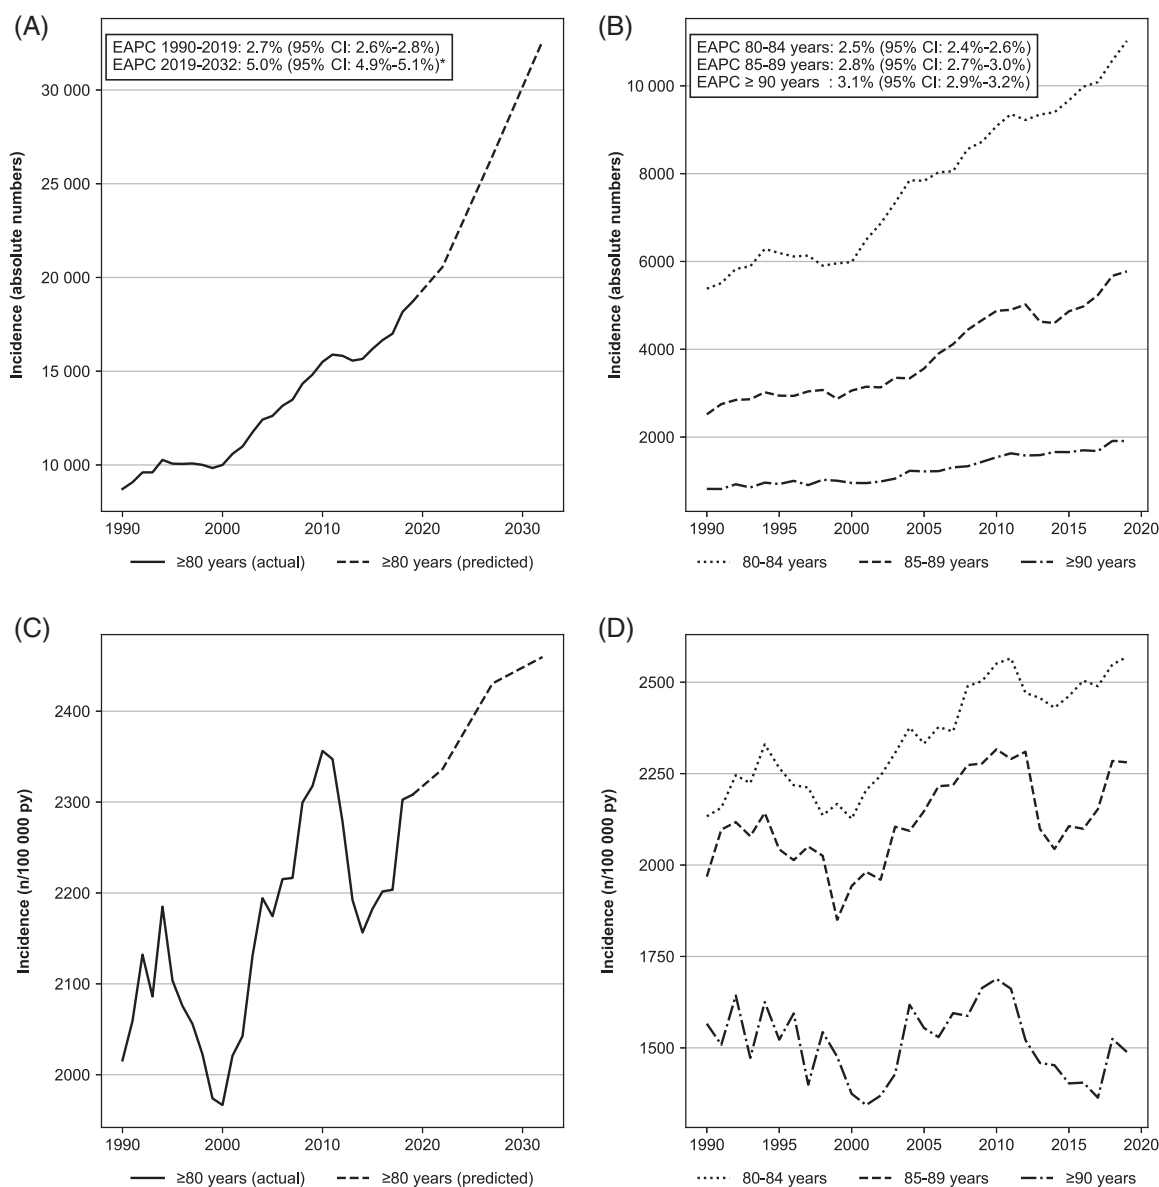 (A)
EAPC 1990-2019: 2.7% (95% CI: 2.6%-2.8%)
EAPC 2019-2032: 5.0% (95% CI: 4.9%-5.1%)*
Incidence (absolute numbers)
30 000
25 000
20 000
15 000
10 000
1990 2000 2010 2020 2030
≥80 years (actual) ≥80 years (predicted)
(B)
EAPC 80-84 years: 2.5% (95% CI: 2.4%-2.6%)
EAPC 85-89 years: 2.8% (95% CI: 2.7%-3.0%)
EAPC ≥ 90 years : 3.1% (95% CI: 2.9%-3.2%)
Incidence (absolute numbers)
10 000
8000
6000
4000
2000
1990 1995 2000 2005 2010 2015 2020
80-84 years 85-89 years ≥90 years
(C)
Incidence (n/100 000 py)
2400
2300
2200
2100
2000
1990 2000 2010 2020 2030
≥80 years (actual) ≥80 years (predicted)
(D)
Incidence (n/100 000 py)
2500
2250
2000
1750
1500
1990 1995 2000 2005 2010 2015 2020
80-84 years 85-89 years ≥90 years